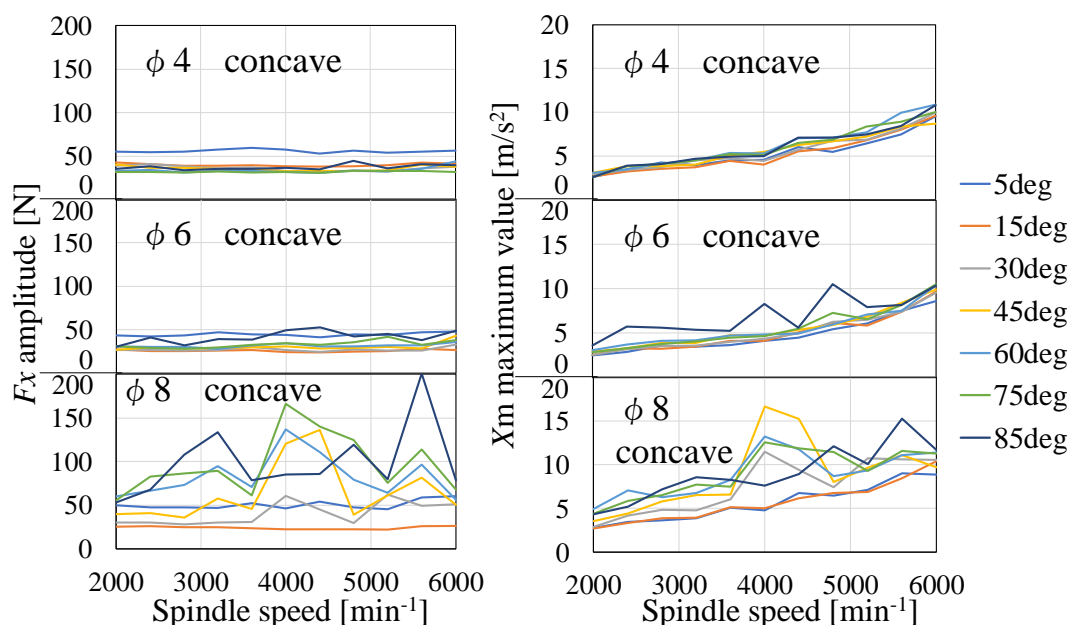 Fx amplitude [N]
200
150
100
50
0
ϕ 4 concave
200
150
100
50
0
ϕ 6 concave
200
150
100
50
0
ϕ 8 concave
2000 3000 4000 5000 6000
Spindle speed [min-1]
Xm maximum value [m/s²]
20
15
10
5
0
ϕ 4 concave
20
15
10
5
0
ϕ 6 concave
20
15
10
5
0
ϕ 8
concave
2000 3000 4000 5000 6000
Spindle speed [min-1]
5deg
15deg
30deg
45deg
60deg
75deg
85deg